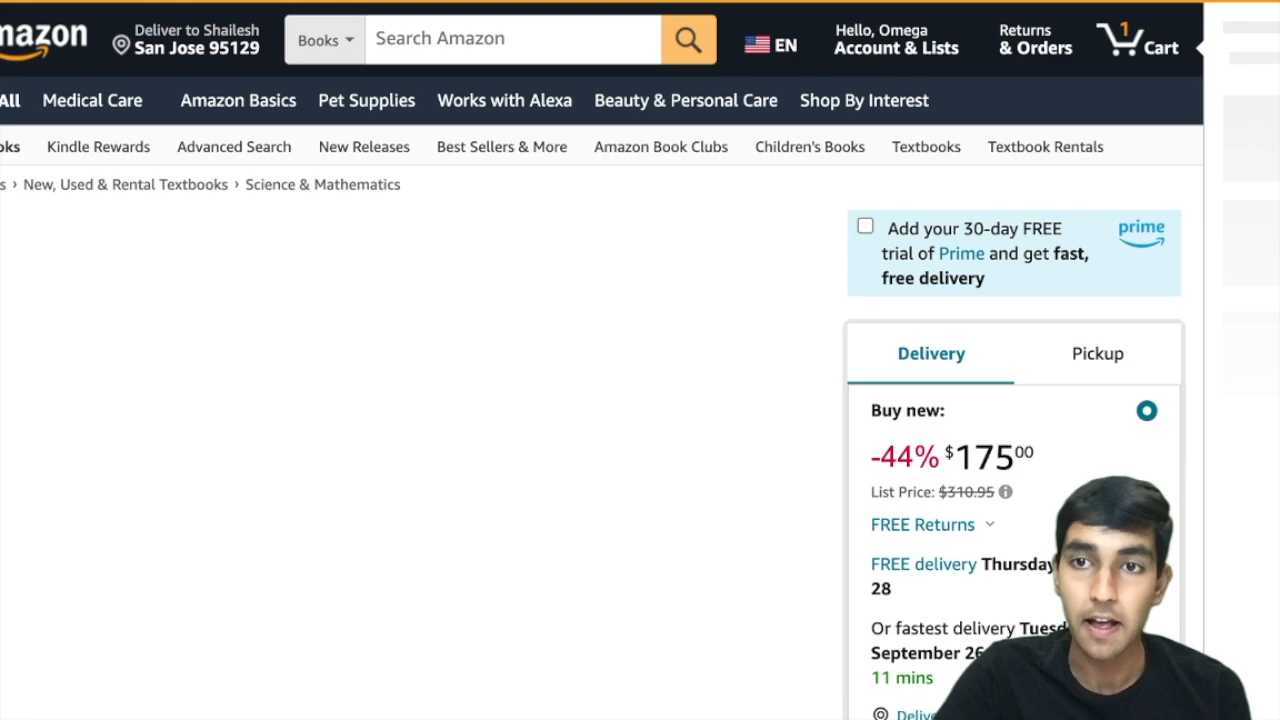 mazon
Deliver to Shailesh
San Jose 95129
Books
Search Amazon
EN
Hello, Omega
Account & Lists
Returns
& Orders
1
Cart
All
Medical Care
Amazon Basics
Pet Supplies
Works with Alexa
Beauty & Personal Care
Shop By Interest
oks
Kindle Rewards
Advanced Search
New Releases
Best Sellers & More
Amazon Book Clubs
Children's Books
Textbooks
Textbook Rentals
s › New, Used & Rental Textbooks › Science & Mathematics
Add your 30-day FREE
trial of Prime and get fast,
free delivery
prime
Delivery
Pickup
Buy new:
-44% $175 00
List Price: $310.95
FREE Returns
FREE delivery Thursday
28
Or fastest delivery Tues
September 26
11 mins
Delive